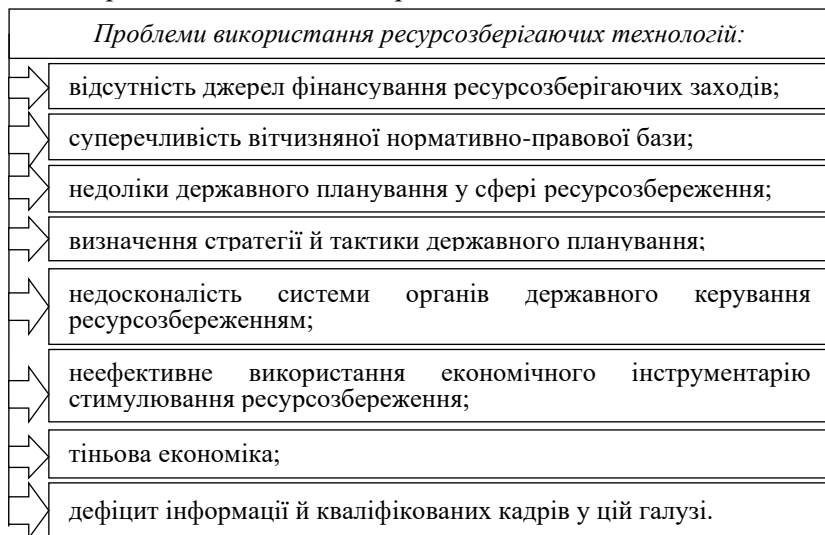 Проблеми використання ресурсозберігаючих технологій:
відсутність джерел фінансування ресурсозберігаючих заходів;
суперечливість вітчизняної нормативно-правової бази;
недоліки державного планування у сфері ресурсозбереження;
визначення стратегії й тактики державного планування;
недосконалість системи органів державного керування
ресурсозбереженням;
неефективне використання економічного інструментарію
стимулювання ресурсозбереження;
тіньова економіка;
дефіцит інформації й кваліфікованих кадрів у цій галузі.